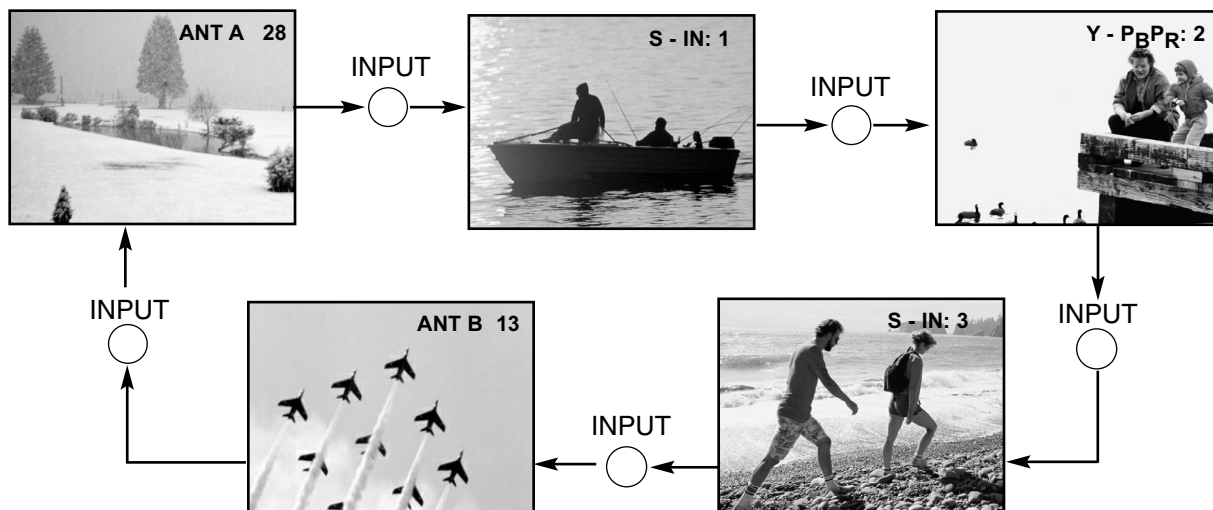 ANT A 28
INPUT
S - IN: 1
INPUT
Y - PBPR: 2
INPUT
S - IN: 3
INPUT
ANT B 13
INPUT